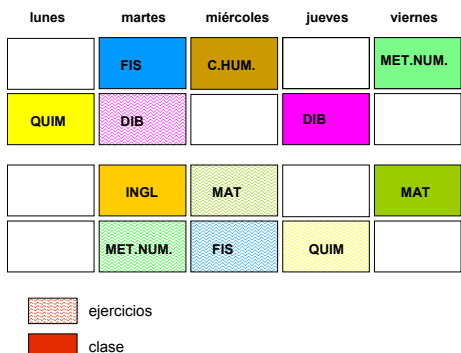 lunes martes miércoles jueves viernes
FIS C.HUM. MET.NUM.
QUIM DIB DIB
INGL MAT MAT
MET.NUM. FIS QUIM
ejercicios
clase